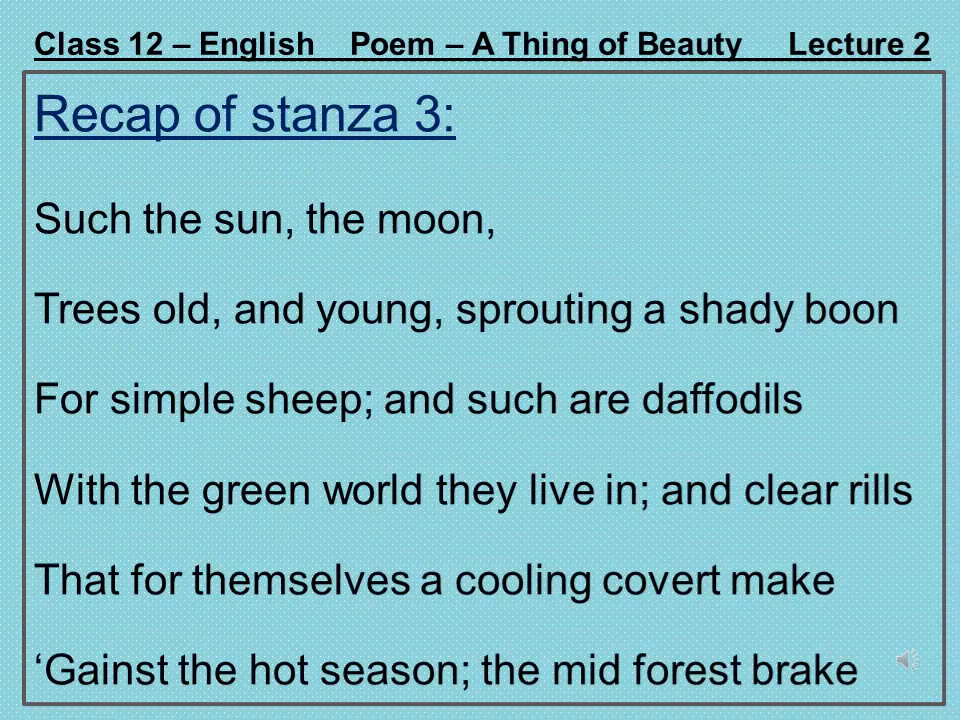 Class 12 – English    Poem – A Thing of Beauty    Lecture 2
Recap of stanza 3:
Such the sun, the moon,
Trees old, and young, sprouting a shady boon
For simple sheep; and such are daffodils
With the green world they live in; and clear rills
That for themselves a cooling covert make
‘Gainst the hot season; the mid forest brake